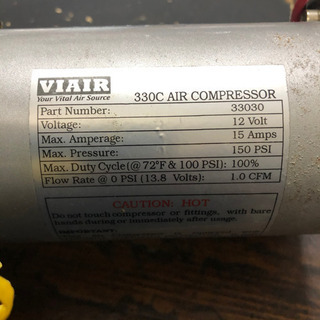 VIAIR
Your Vital Air Source
330C AIR COMPRESSOR
Part Number: 33030
Voltage: 12 Volt
Max. Amperage: 15 Amps
Max. Pressure: 150 PSI
Max. Duty Cycle(@ 72°F & 100 PSI): 100%
Flow Rate @ 0 PSI (13.8 Volts): 1.0 CFM
CAUTION: HOT
Do not touch compressor or fittings, with bare
hands during or immediately after usage.
IMPORTANT: